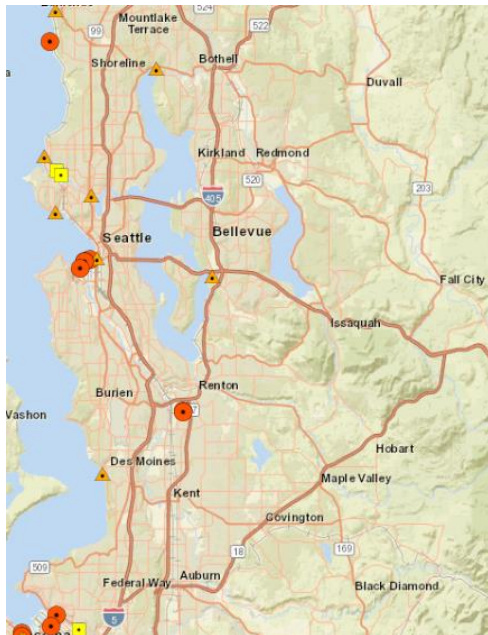 Mountlake
Terrace
524
522
99
Shoreline
Bothell
Duvall
Kirkland
Redmond
520
203
405
Seattle
Bellevue
Fall City
Issaquah
Burien
Renton
Vashon
Hobart
Des Moines
Maple Valley
Kent
Covington
18
169
509
Federal Way
Auburn
Black Diamond
5